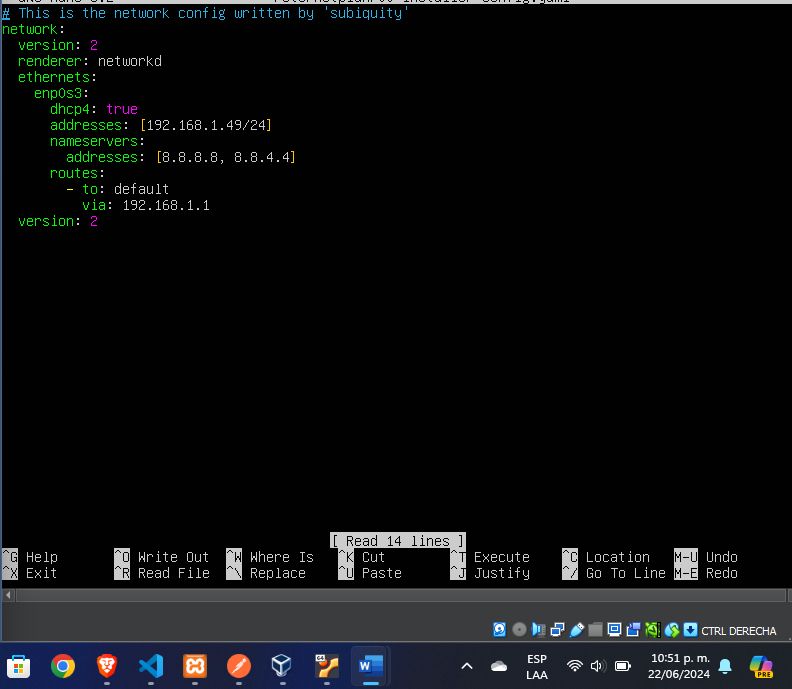 # This is the network config written by 'subiquity'
network:
  version: 2
  renderer: networkd
  ethernets:
    enp0s3:
      dhcp4: true
      addresses: [192.168.1.49/24]
      nameservers:
        addresses: [8.8.8.8, 8.8.4.4]
      routes:
        - to: default
          via: 192.168.1.1
  version: 2
[ Read 14 lines ]
^G Help ^O Write Out ^W Where Is ^K Cut ^T Execute ^C Location M-U Undo
^X Exit ^R Read File ^\ Replace ^U Paste ^J Justify ^/ Go To Line M-E Redo
CTRL DERECHA
ESP
LAA
10:51 p. m.
22/06/2024
PRE